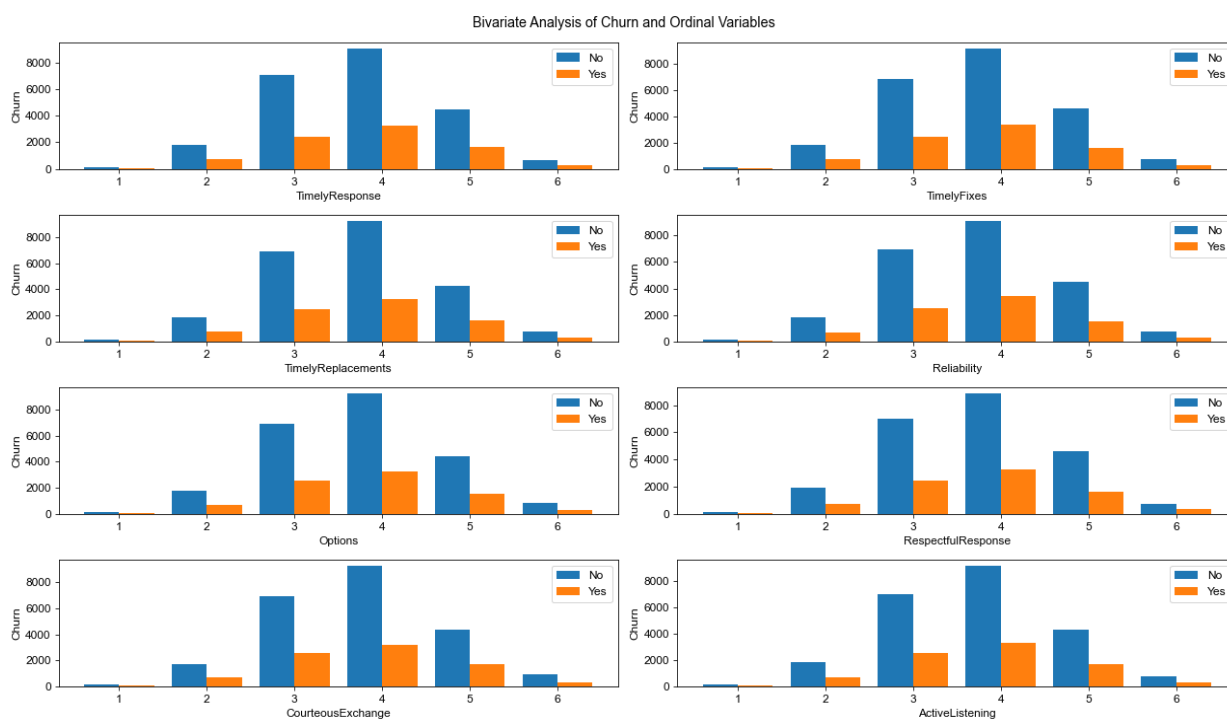 Bivariate Analysis of Churn and Ordinal Variables
Churn
8000
6000
4000
2000
0
1 2 3 4 5 6
TimelyResponse
No
Yes
Churn
8000
6000
4000
2000
0
1 2 3 4 5 6
TimelyFixes
No
Yes
Churn
8000
6000
4000
2000
0
1 2 3 4 5 6
TimelyReplacements
No
Yes
Churn
8000
6000
4000
2000
0
1 2 3 4 5 6
Reliability
No
Yes
Churn
8000
6000
4000
2000
0
1 2 3 4 5 6
Options
No
Yes
Churn
8000
6000
4000
2000
0
1 2 3 4 5 6
RespectfulResponse
No
Yes
Churn
8000
6000
4000
2000
0
1 2 3 4 5 6
CourteousExchange
No
Yes
Churn
8000
6000
4000
2000
0
1 2 3 4 5 6
ActiveListening
No
Yes